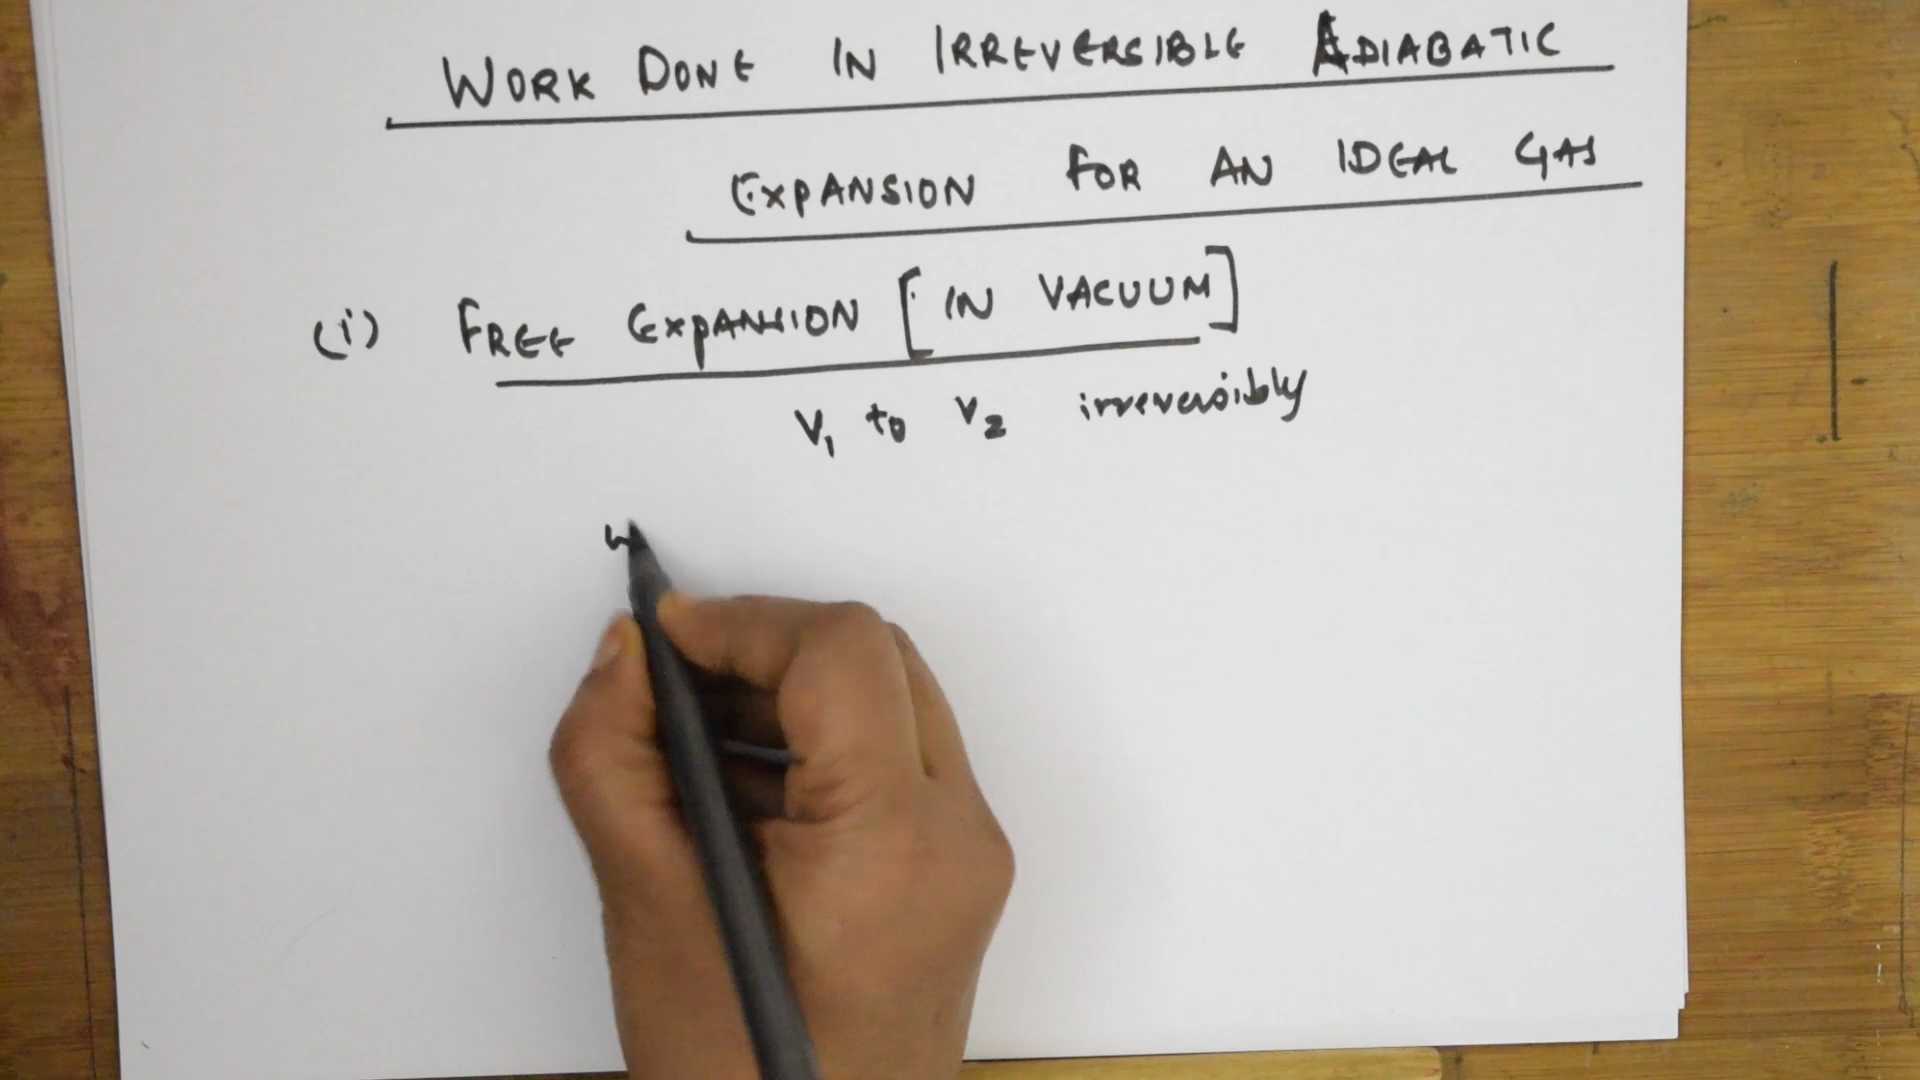 WORK DONE IN IRREVERSIBLE ADIABATIC
EXPANSION FOR AN IDEAL GAS
(i) FREE EXPANSION [IN VACUUM]
V₁ to V₂ irreversibly
w